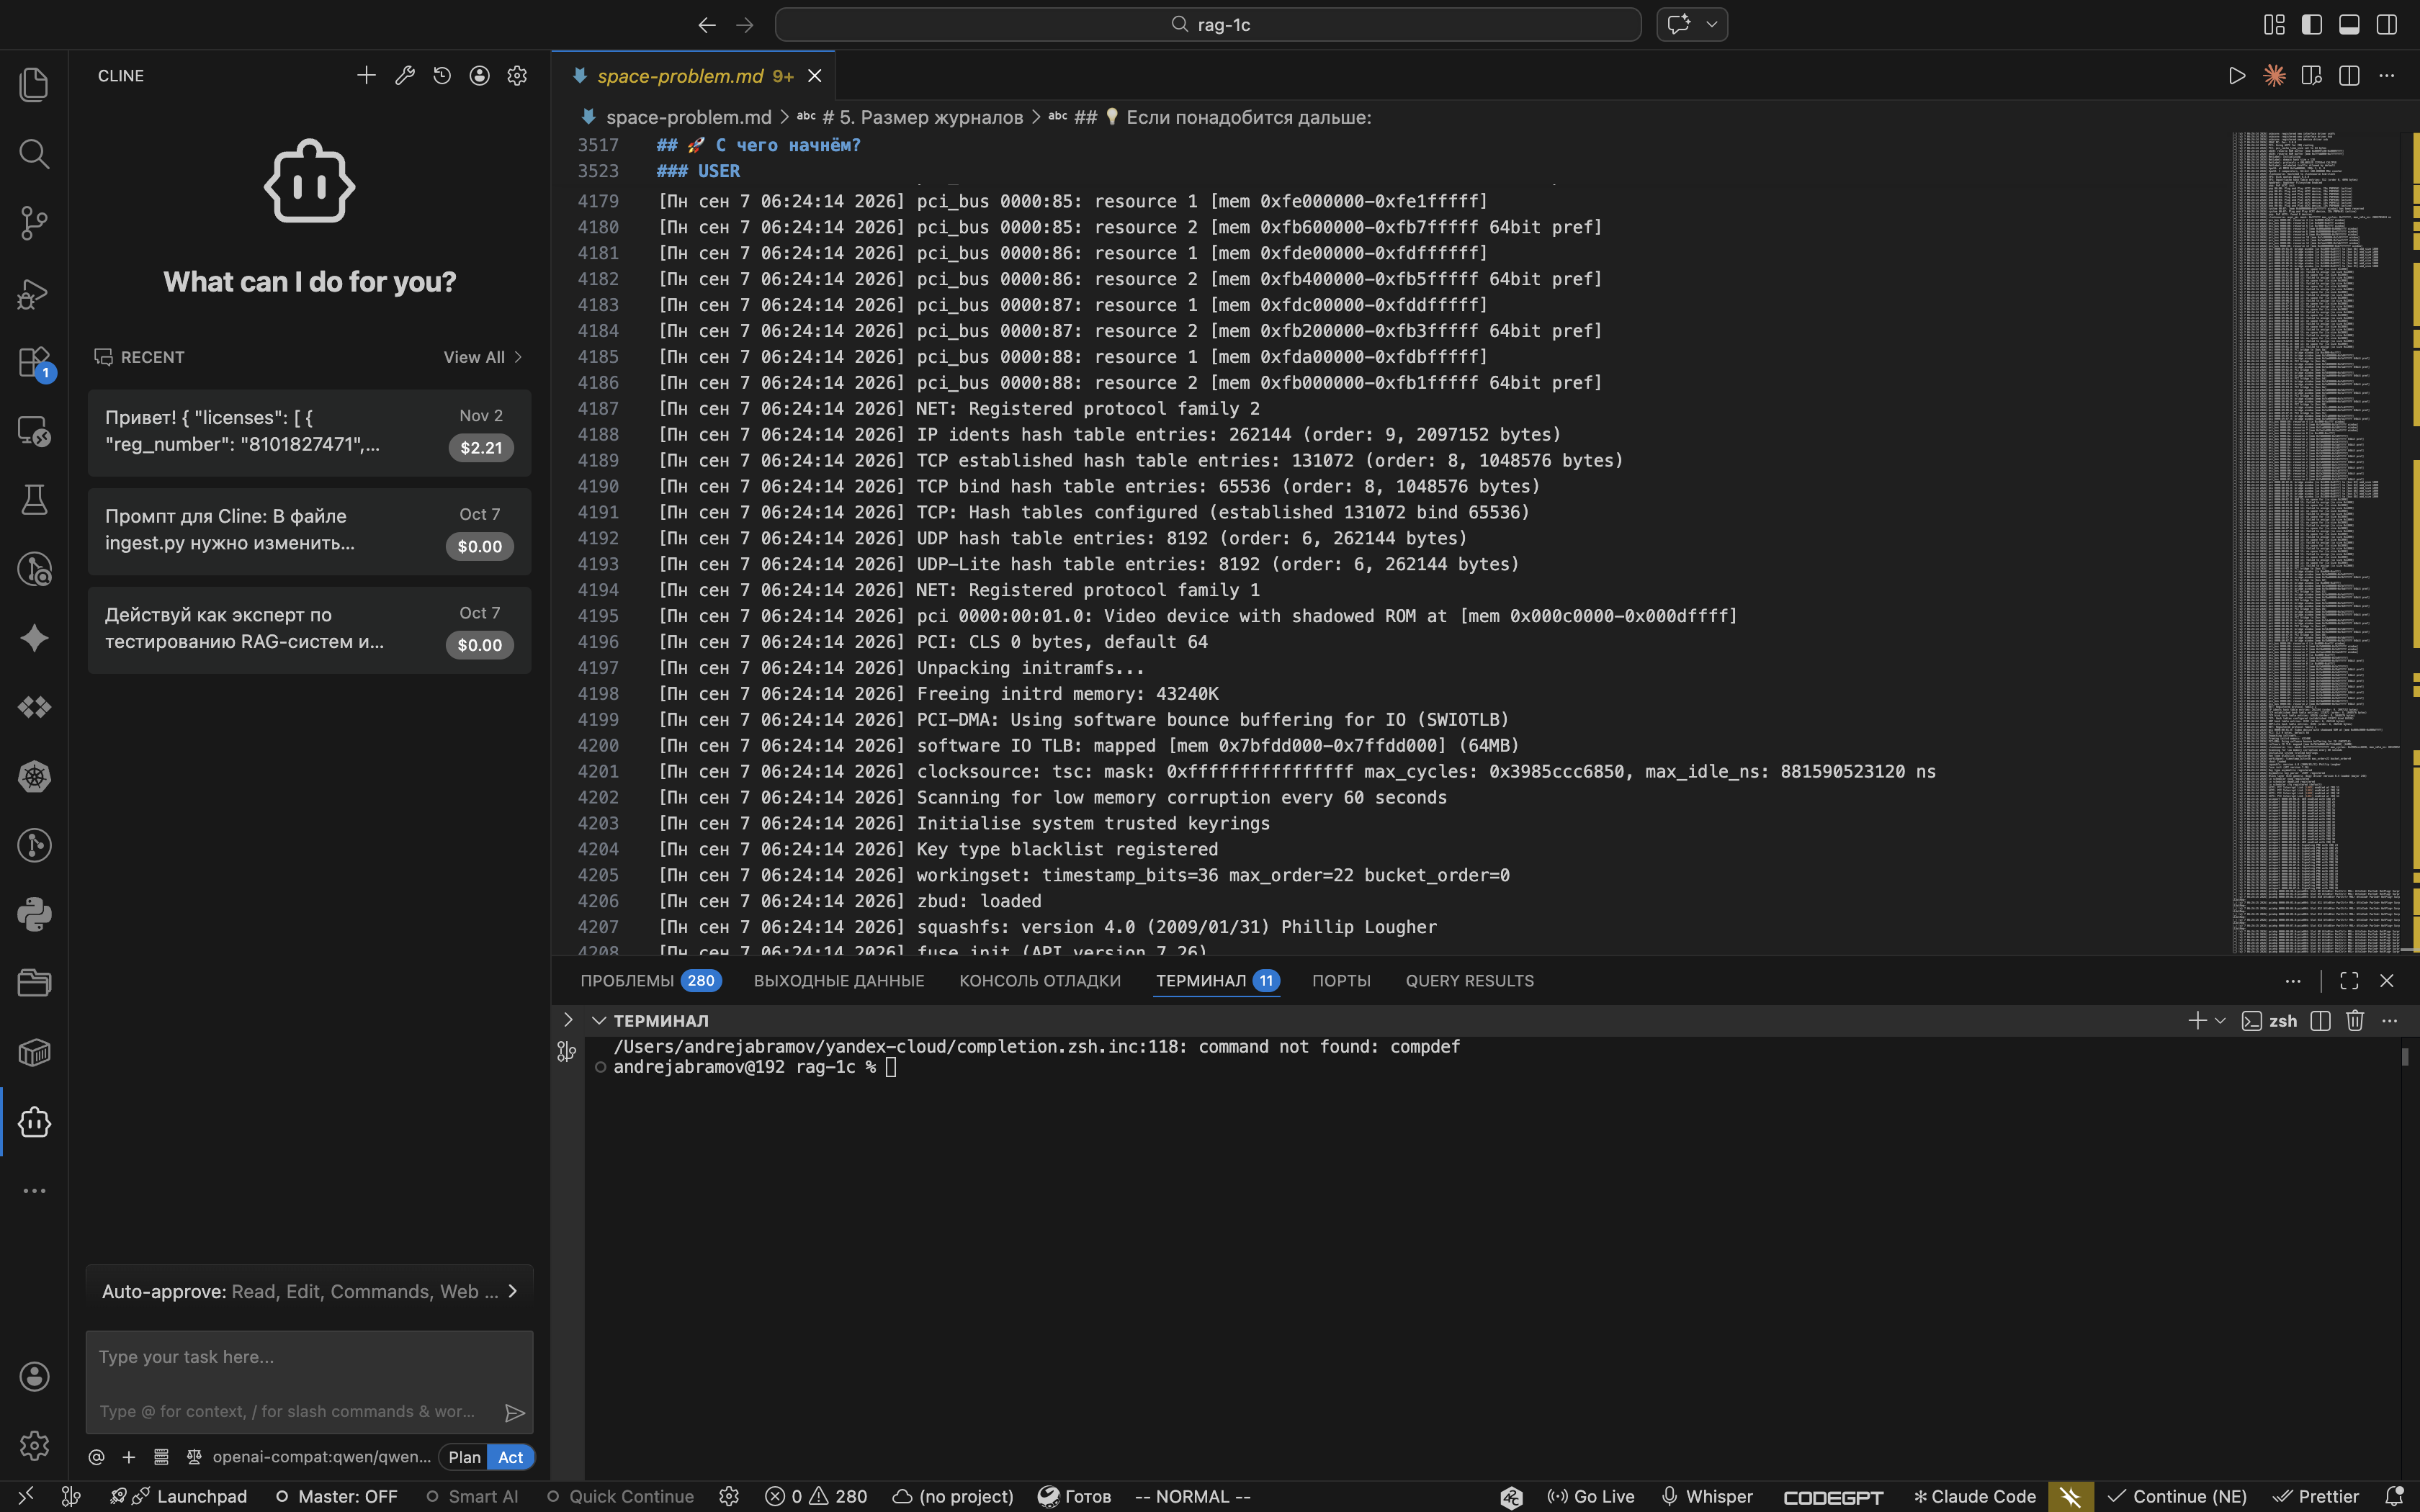 rag-1c
CLINE
What can I do for you?
RECENT
View All
Привет! { "licenses": [ {
"reg_number": "8101827471",...
Nov 2
$2.21
Промпт для Cline: В файле
ingest.py нужно изменить...
Oct 7
$0.00
Действуй как эксперт по
тестированию RAG-систем и...
Oct 7
$0.00
1
Auto-approve: Read, Edit, Commands, Web ...
Type your task here...
Type @ for context, / for slash commands & wor...
openai-compat:qwen/qwen...
Plan Act
space-problem.md 9+
space-problem.md > abc # 5. Размер журналов > abc ## 💡 Если понадобится дальше:
3517 ## 🚀 С чего начнём?
3523 ### USER
4179 [Пн сен 7 06:24:14 2026] pci_bus 0000:85: resource 1 [mem 0xfe000000-0xfe1fffff]
4180 [Пн сен 7 06:24:14 2026] pci_bus 0000:85: resource 2 [mem 0xfb600000-0xfb7fffff 64bit pref]
4181 [Пн сен 7 06:24:14 2026] pci_bus 0000:86: resource 1 [mem 0xfde00000-0xfdffffff]
4182 [Пн сен 7 06:24:14 2026] pci_bus 0000:86: resource 2 [mem 0xfb400000-0xfb5fffff 64bit pref]
4183 [Пн сен 7 06:24:14 2026] pci_bus 0000:87: resource 1 [mem 0xfdc00000-0xfddfffff]
4184 [Пн сен 7 06:24:14 2026] pci_bus 0000:87: resource 2 [mem 0xfb200000-0xfb3fffff 64bit pref]
4185 [Пн сен 7 06:24:14 2026] pci_bus 0000:88: resource 1 [mem 0xfda00000-0xfdbfffff]
4186 [Пн сен 7 06:24:14 2026] pci_bus 0000:88: resource 2 [mem 0xfb000000-0xfb1fffff 64bit pref]
4187 [Пн сен 7 06:24:14 2026] NET: Registered protocol family 2
4188 [Пн сен 7 06:24:14 2026] IP idents hash table entries: 262144 (order: 9, 2097152 bytes)
4189 [Пн сен 7 06:24:14 2026] TCP established hash table entries: 131072 (order: 8, 1048576 bytes)
4190 [Пн сен 7 06:24:14 2026] TCP bind hash table entries: 65536 (order: 8, 1048576 bytes)
4191 [Пн сен 7 06:24:14 2026] TCP: Hash tables configured (established 131072 bind 65536)
4192 [Пн сен 7 06:24:14 2026] UDP hash table entries: 8192 (order: 6, 262144 bytes)
4193 [Пн сен 7 06:24:14 2026] UDP-Lite hash table entries: 8192 (order: 6, 262144 bytes)
4194 [Пн сен 7 06:24:14 2026] NET: Registered protocol family 1
4195 [Пн сен 7 06:24:14 2026] pci 0000:00:01.0: Video device with shadowed ROM at [mem 0x000c0000-0x000dffff]
4196 [Пн сен 7 06:24:14 2026] PCI: CLS 0 bytes, default 64
4197 [Пн сен 7 06:24:14 2026] Unpacking initramfs...
4198 [Пн сен 7 06:24:14 2026] Freeing initrd memory: 43240K
4199 [Пн сен 7 06:24:14 2026] PCI-DMA: Using software bounce buffering for IO (SWIOTLB)
4200 [Пн сен 7 06:24:14 2026] software IO TLB: mapped [mem 0x7bfdd000-0x7ffdd000] (64MB)
4201 [Пн сен 7 06:24:14 2026] clocksource: tsc: mask: 0xffffffffffffffff max_cycles: 0x3985ccc6850, max_idle_ns: 881590523120 ns
4202 [Пн сен 7 06:24:14 2026] Scanning for low memory corruption every 60 seconds
4203 [Пн сен 7 06:24:14 2026] Initialise system trusted keyrings
4204 [Пн сен 7 06:24:14 2026] Key type blacklist registered
4205 [Пн сен 7 06:24:14 2026] workingset: timestamp_bits=36 max_order=22 bucket_order=0
4206 [Пн сен 7 06:24:14 2026] zbud: loaded
4207 [Пн сен 7 06:24:14 2026] squashfs: version 4.0 (2009/01/31) Phillip Lougher
4208 [Пн сен 7 06:24:14 2026] fuse init (API version 7.26)
ПРОБЛЕМЫ 280 ВЫХОДНЫЕ ДАННЫЕ КОНСОЛЬ ОТЛАДКИ ТЕРМИНАЛ 11 ПОРТЫ QUERY RESULTS
ТЕРМИНАЛ
zsh
/Users/andrejabramov/yandex-cloud/completion.zsh.inc:118: command not found: compdef
andrejabramov@192 rag-1c %
Launchpad Master: OFF Smart AI Quick Continue 0 280 (no project) Готов -- NORMAL -- Go Live Whisper CODEGPT Claude Code Continue (NE) Prettier